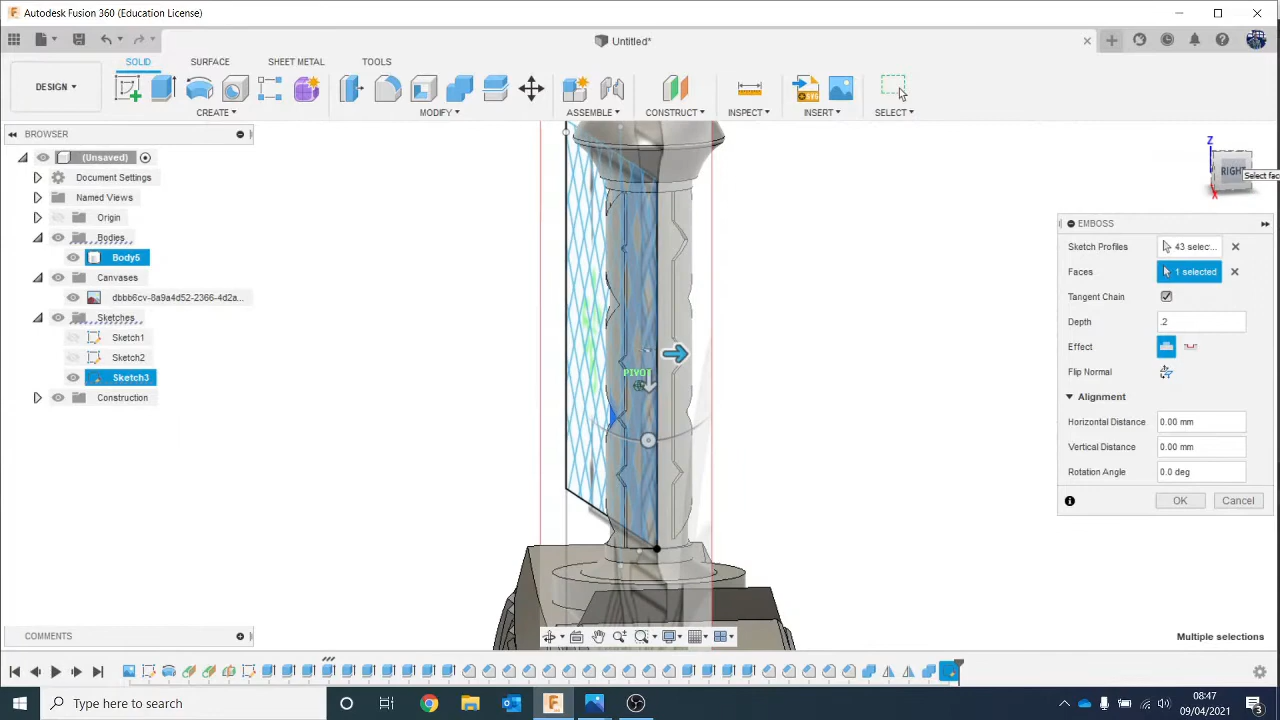 Autodesk Fusion 360 (Education License)
Untitled*
SOLID SURFACE SHEET METAL TOOLS
DESIGN
CREATE MODIFY ASSEMBLE CONSTRUCT INSPECT INSERT SELECT
BROWSER
(Unsaved)
Document Settings
Named Views
Origin
Bodies
Body5
Canvases
dbbb6cv-8a9a4d52-2366-4d2a...
Sketches
Sketch1
Sketch2
Sketch3
Construction
PIVOT
Z
RIGHT
Select fac
X
EMBOSS
Sketch Profiles 43 selec...
Faces 1 selected
Tangent Chain
Depth .2
Effect
Flip Normal
Alignment
Horizontal Distance 0.00 mm
Vertical Distance 0.00 mm
Rotation Angle 0.0 deg
OK Cancel
COMMENTS
Multiple selections
Type here to search
08:47
09/04/2021
3